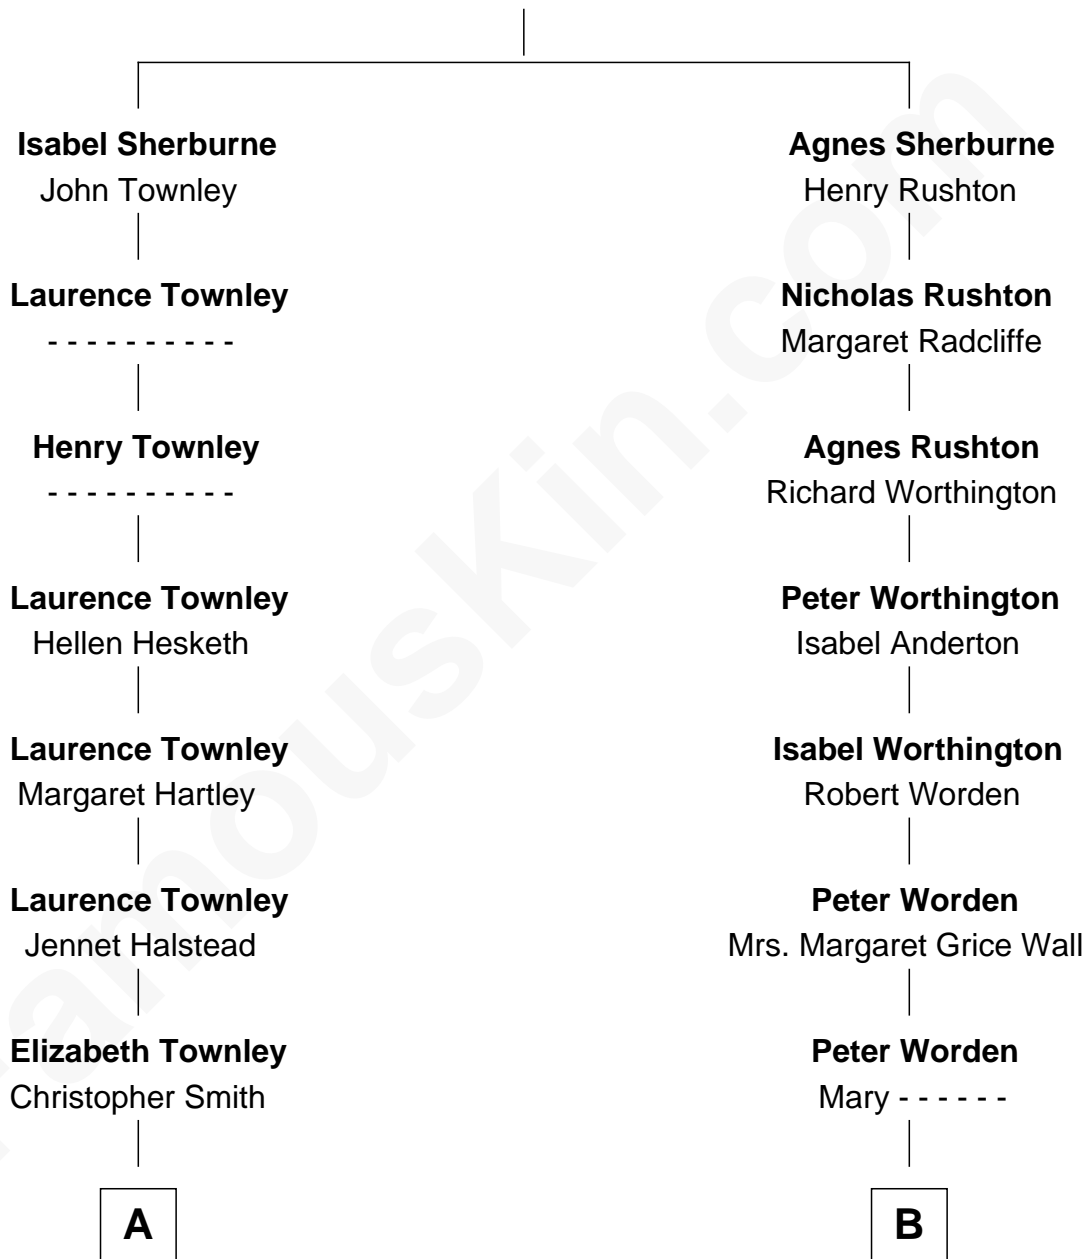 Isabel Sherburne
John Townley
Laurence Townley
- - - - - - - - - -
Henry Townley
- - - - - - - - - -
Laurence Townley
Hellen Hesketh
Laurence Townley
Margaret Hartley
Laurence Townley
Jennet Halstead
Elizabeth Townley
Christopher Smith
A
Agnes Sherburne
Henry Rushton
Nicholas Rushton
Margaret Radcliffe
Agnes Rushton
Richard Worthington
Peter Worthington
Isabel Anderton
Isabel Worthington
Robert Worden
Peter Worden
Mrs. Margaret Grice Wall
Peter Worden
Mary - - - - - -
B
FamousKin.com